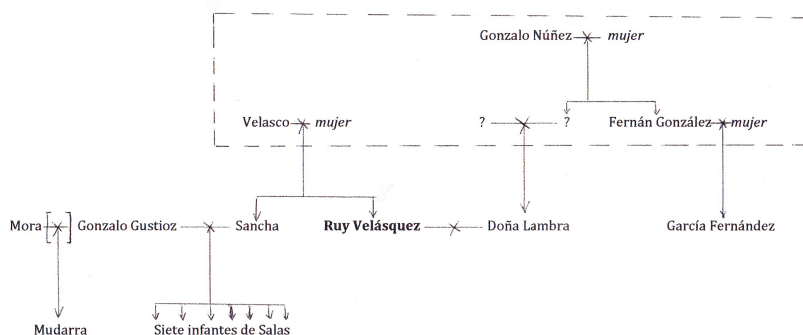 Gonzalo Núñez mujer
Velasco mujer ? ? Fernán González mujer
Mora [ ] Gonzalo Gustioz Sancha Ruy Velásquez Doña Lambra García Fernández
Mudarra Siete infantes de Salas